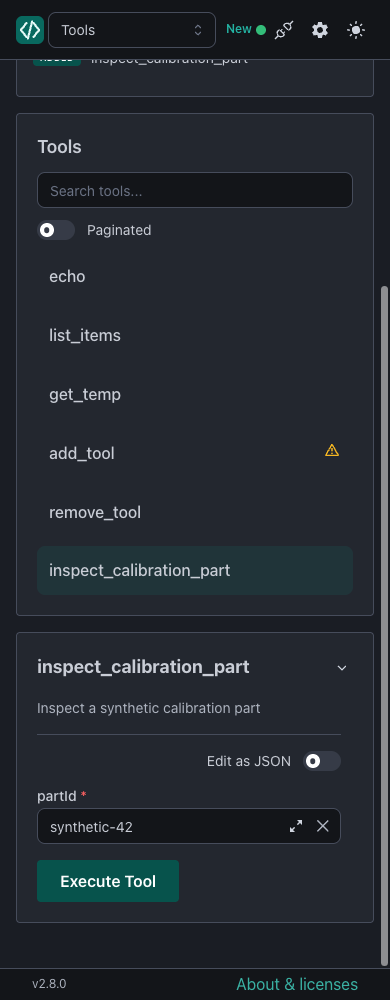 Tools
New
inspect_calibration_part
Tools
Search tools...
Paginated
echo
list_items
get_temp
add_tool
remove_tool
inspect_calibration_part
inspect_calibration_part
Inspect a synthetic calibration part
Edit as JSON
partId *
synthetic-42
Execute Tool
v2.8.0
About & licenses